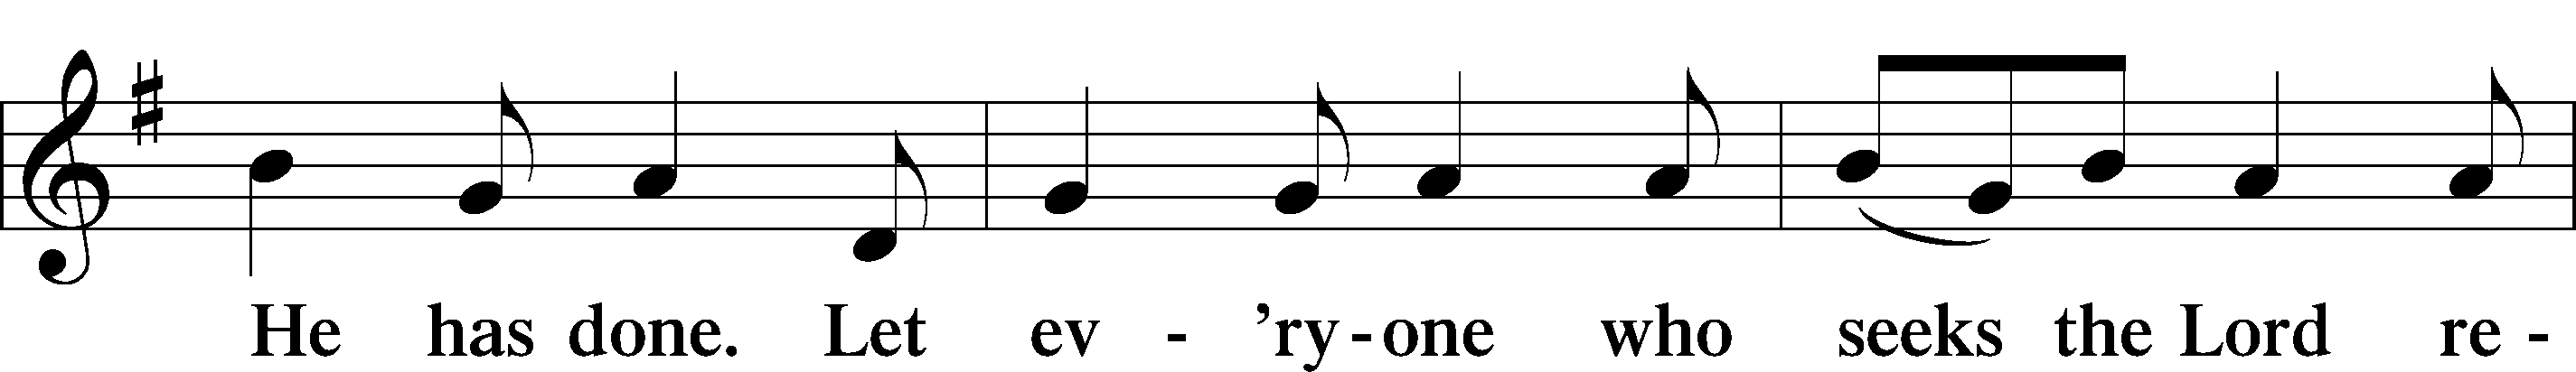 He has done. Let ev - ’ry - one who seeks the Lord re -